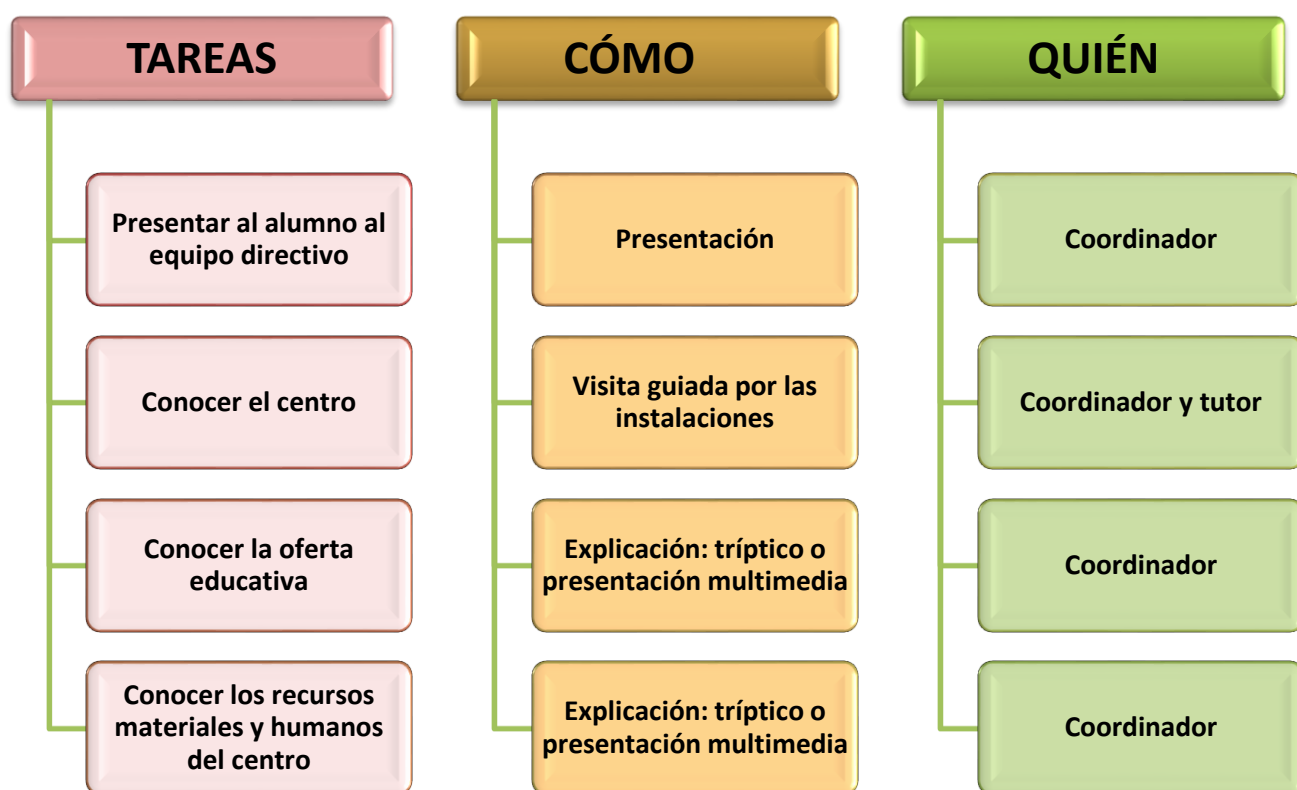 TAREAS
CÓMO
QUIÉN
Presentar al alumno al
equipo directivo
Presentación
Coordinador
Conocer el centro
Visita guiada por las
instalaciones
Coordinador y tutor
Conocer la oferta
educativa
Explicación: tríptico o
presentación multimedia
Coordinador
Conocer los recursos
materiales y humanos
del centro
Explicación: tríptico o
presentación multimedia
Coordinador